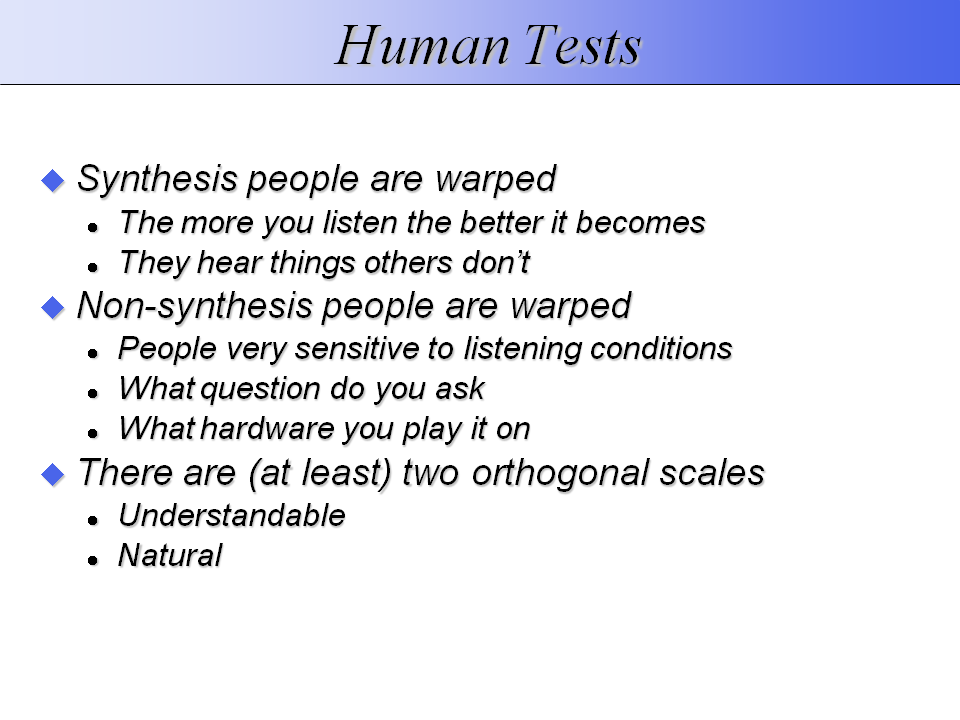 Human Tests
Synthesis people are warped
The more you listen the better it becomes
They hear things others don’t
Non-synthesis people are warped
People very sensitive to listening conditions
What question do you ask
What hardware you play it on
There are (at least) two orthogonal scales
Understandable
Natural